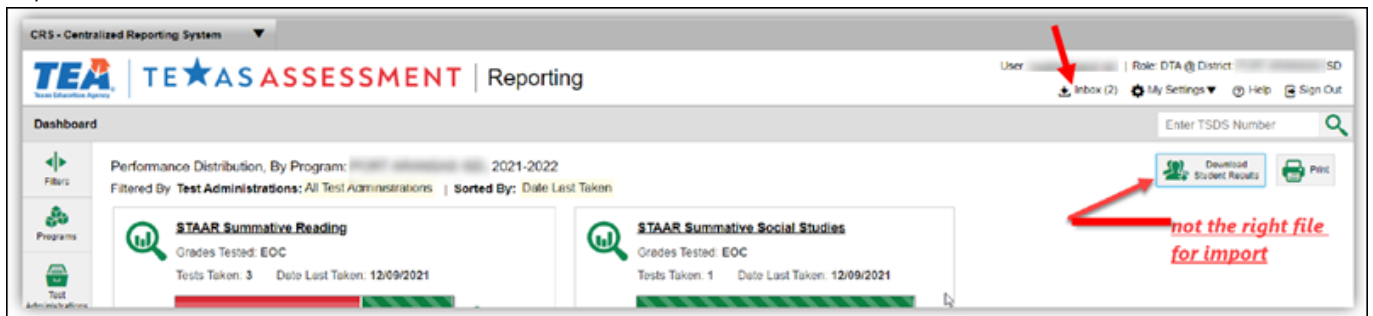 CRS - Centralized Reporting System ▼
TEA
Texas Education Agency
TE★AS ASSESSMENT | Reporting
User | Role: DTA @ District: SD
Inbox (2) My Settings ▼ Help Sign Out
Dashboard
Enter TSDS Number
Filters
Programs
Test
Administrations
Performance Distribution, By Program: 2021-2022
Filtered By Test Administrations: All Test Administrations | Sorted By: Date Last Taken
Download
Student Results
Print
STAAR Summative Reading
Grades Tested: EOC
Tests Taken: 3 Date Last Taken: 12/09/2021
STAAR Summative Social Studies
Grades Tested: EOC
Tests Taken: 1 Date Last Taken: 12/09/2021
not the right file
for import